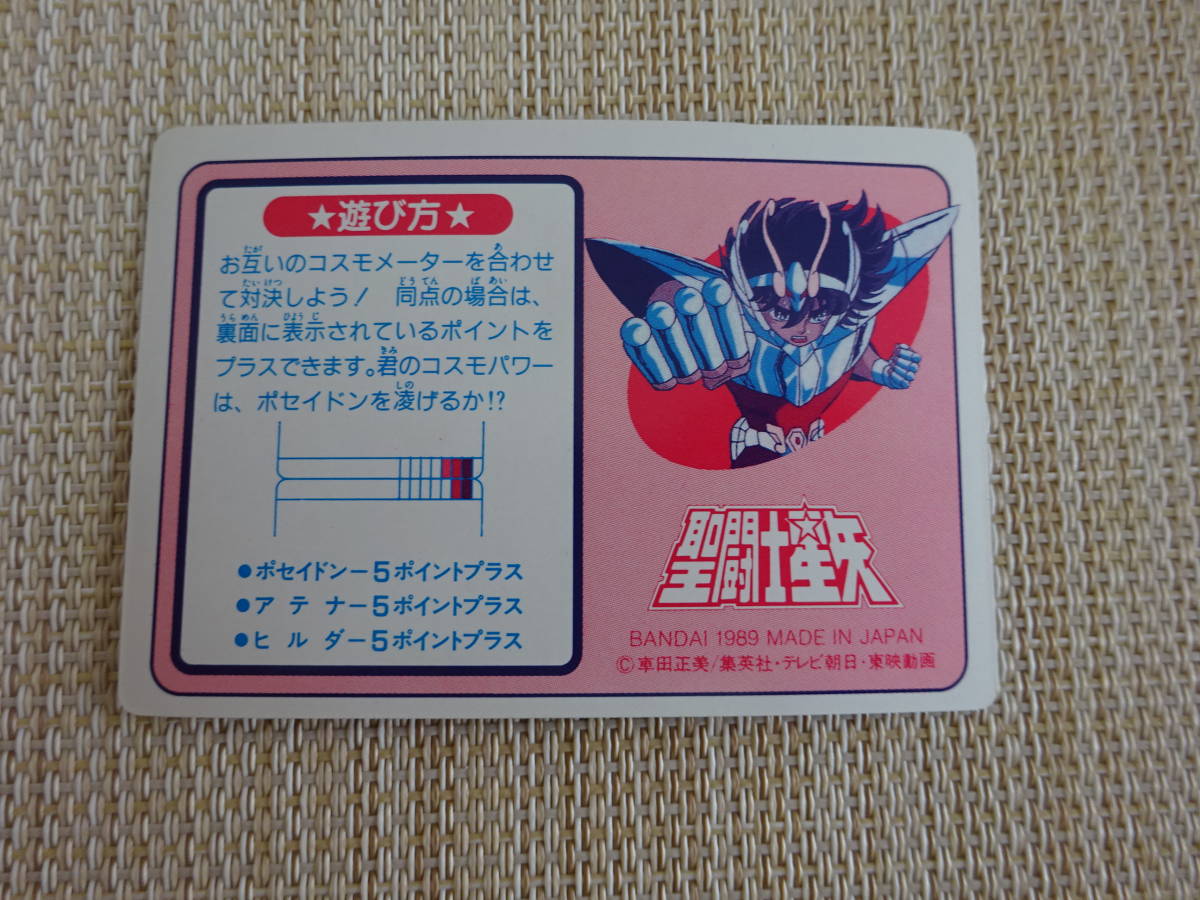 ★遊び方★
お互いのコスモメーターを合わせ
て対決しよう! 同点の場合は、
裏面に表示されているポイントを
プラスできます。君のコスモパワー
は、ポセイドンを凌げるか!?
●ポセイドンー5ポイントプラス
●アテナー5ポイントプラス
●ヒルダー5ポイントプラス
聖闘士星矢
BANDAI 1989 MADE IN JAPAN
©車田正美/集英社・テレビ朝日・東映動画